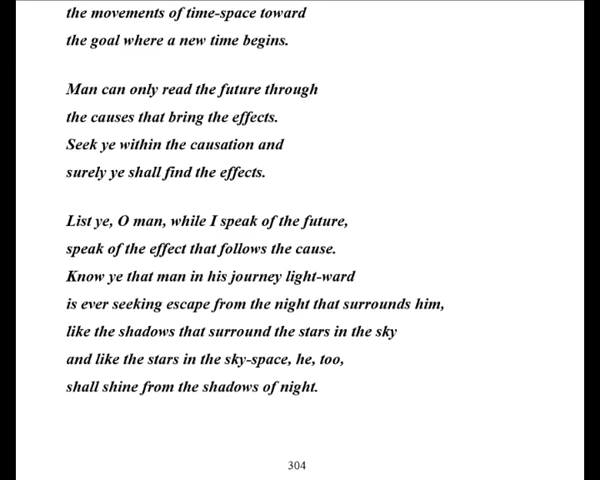 the movements of time-space toward
the goal where a new time begins.
Man can only read the future through
the causes that bring the effects.
Seek ye within the causation and
surely ye shall find the effects.
List ye, O man, while I speak of the future,
speak of the effect that follows the cause.
Know ye that man in his journey light-ward
is ever seeking escape from the night that surrounds him,
like the shadows that surround the stars in the sky
and like the stars in the sky-space, he, too,
shall shine from the shadows of night.
304